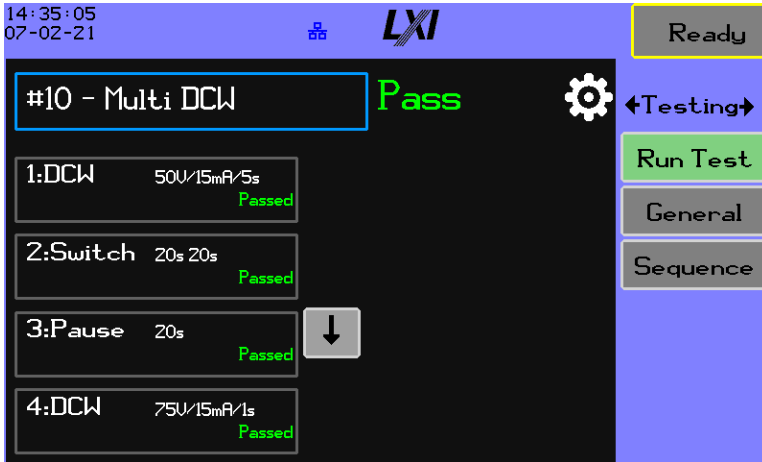 14:35:05
07-02-21
LXI
Ready
#10 - Multi DCW
Pass
←Testing→
Run Test
General
Sequence
1:DCW 50V/15mA/5s
Passed
2:Switch 20s 20s
Passed
3:Pause 20s
Passed
↓
4:DCW 75V/15mA/1s
Passed